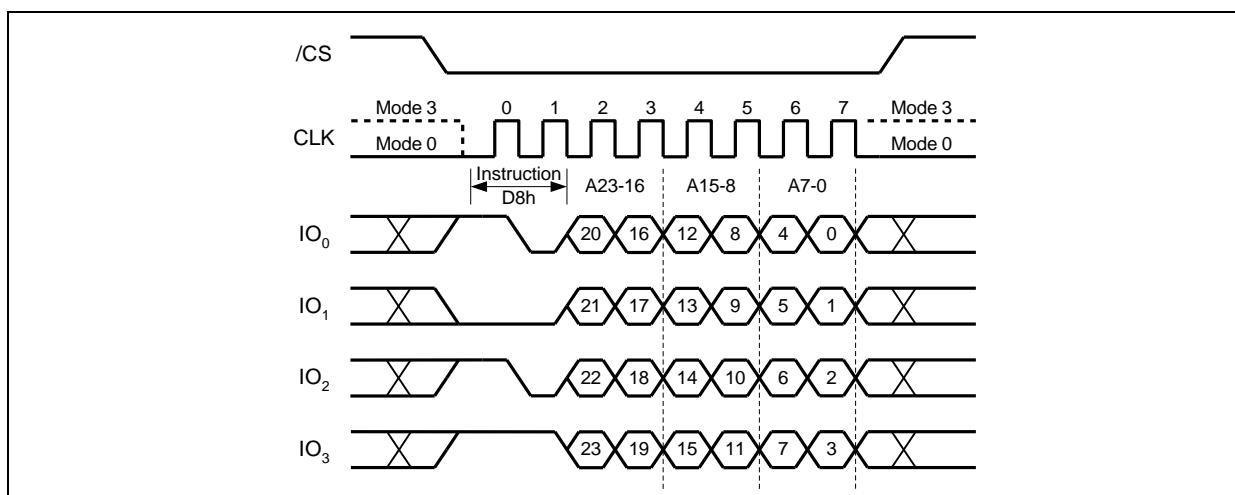 /CS
Mode 3 0 1 2 3 4 5 6 7 Mode 3
CLK Mode 0 Mode 0
Instruction
D8h A23-16 A15-8 A7-0
IO0 20 16 12 8 4 0
IO1 21 17 13 9 5 1
IO2 22 18 14 10 6 2
IO3 23 19 15 11 7 3